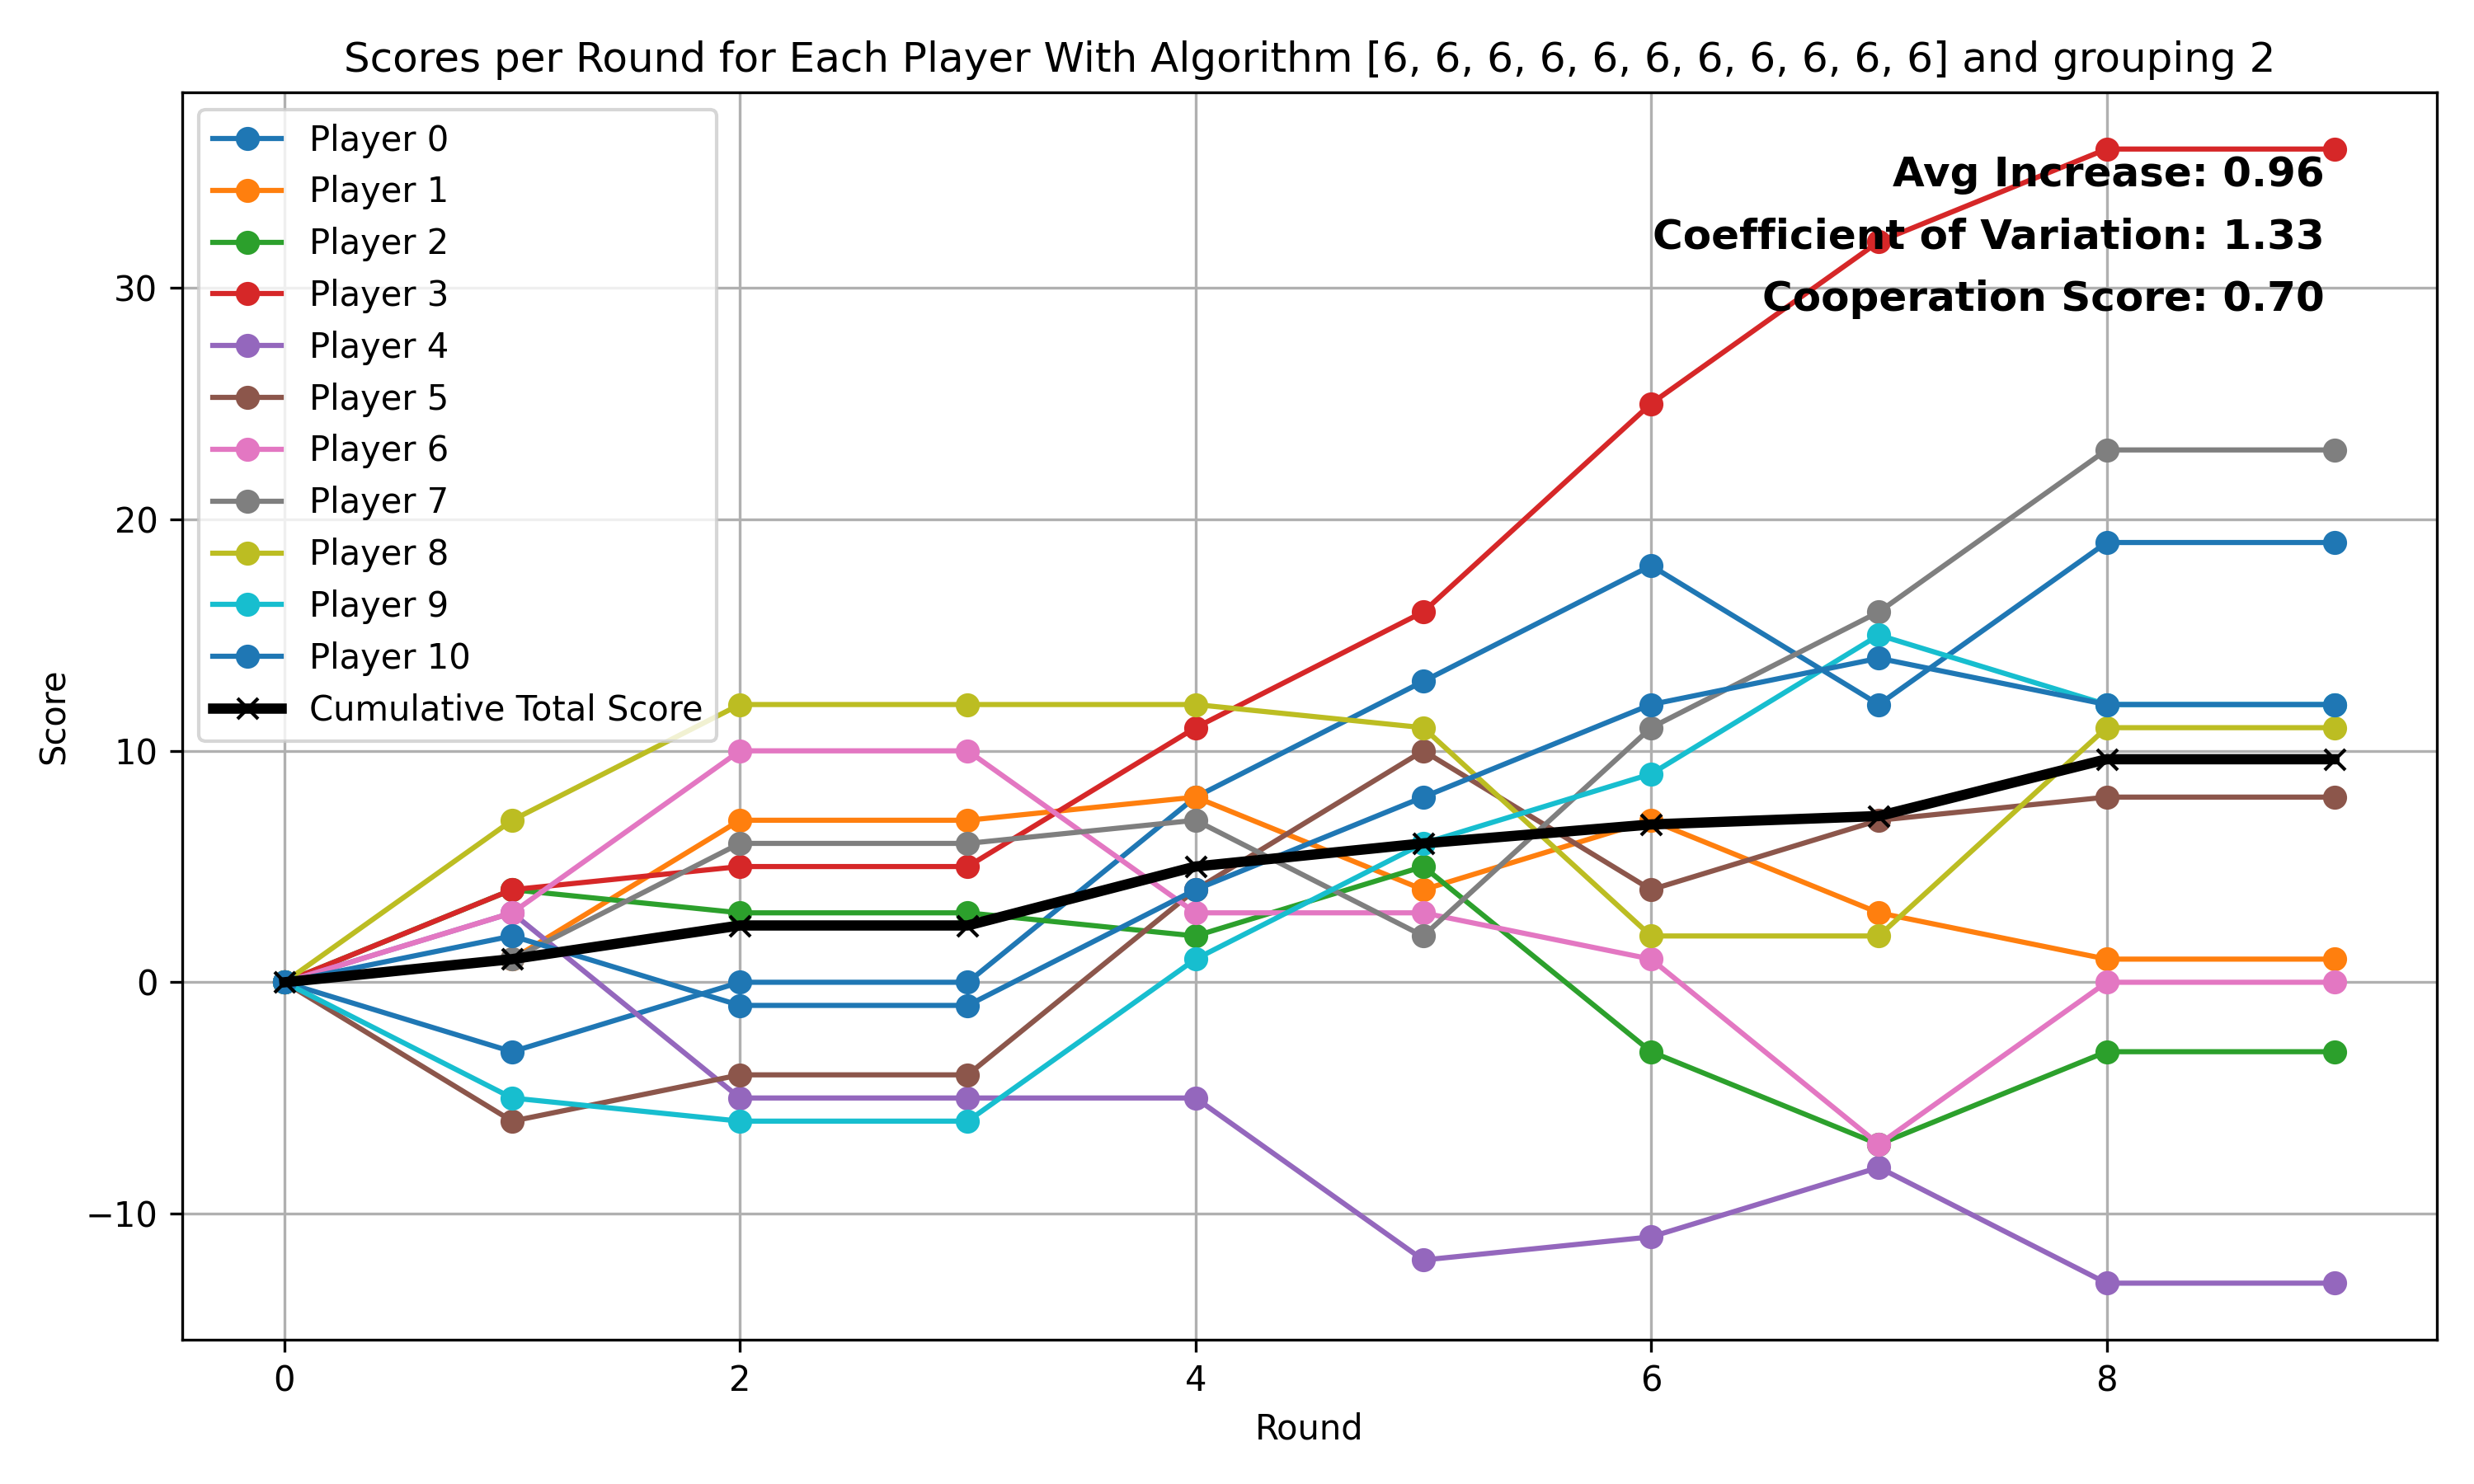 Scores per Round for Each Player With Algorithm [6, 6, 6, 6, 6, 6, 6, 6, 6, 6, 6] and grouping 2
Player 0
Player 1
Player 2
Player 3
Player 4
Player 5
Player 6
Player 7
Player 8
Player 9
Player 10
Cumulative Total Score
Avg Increase: 0.96
Coefficient of Variation: 1.33
Cooperation Score: 0.70
Score
30
20
10
0
−10
0
2
4
6
8
Round